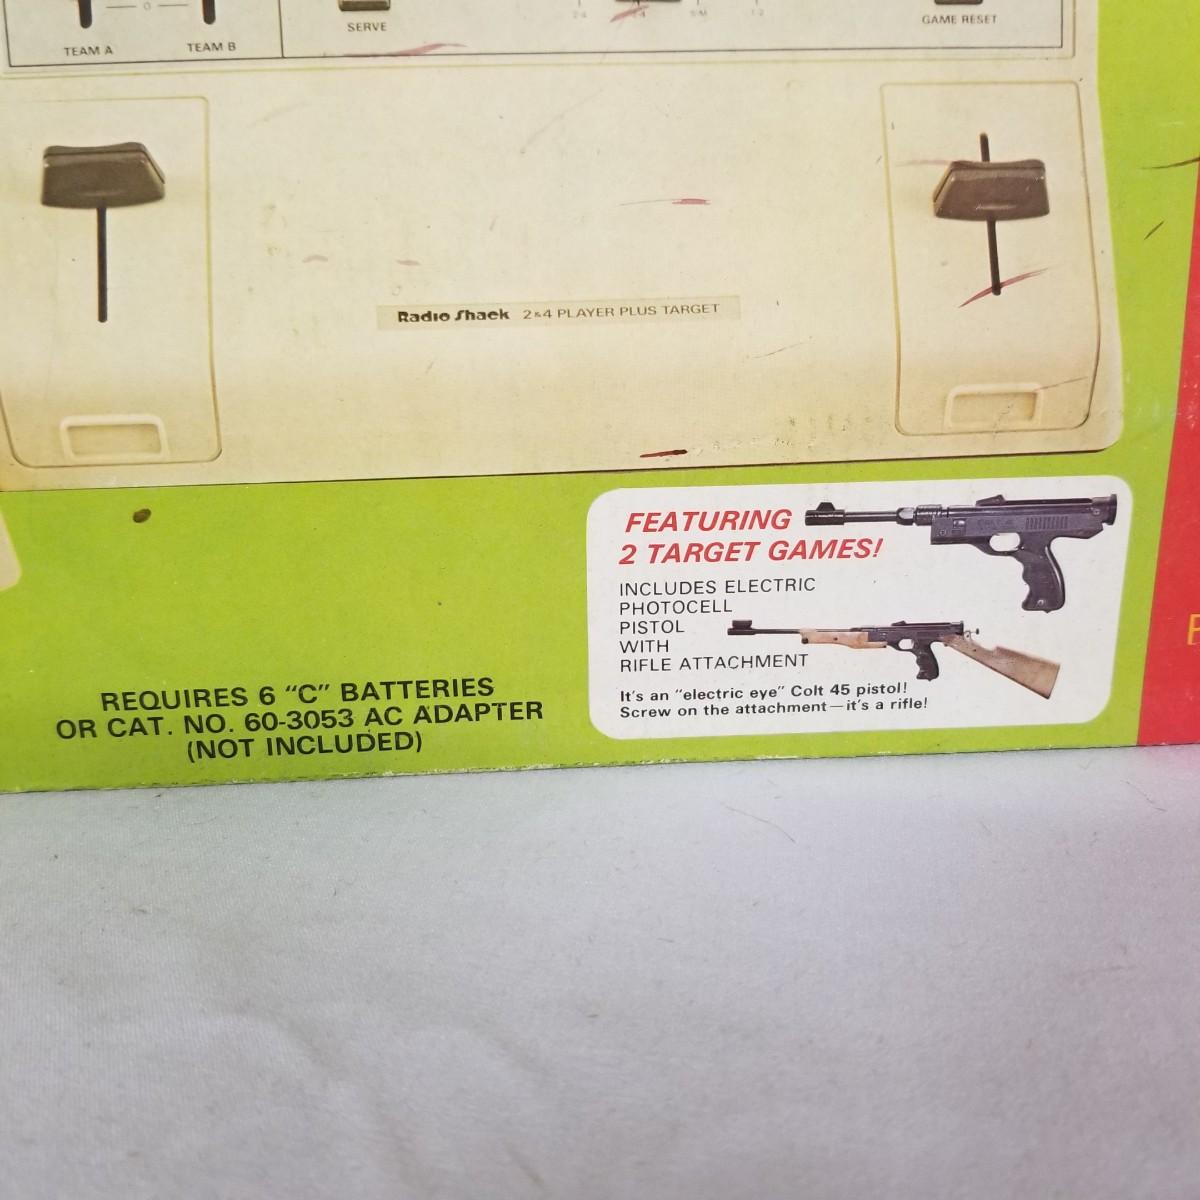 TEAM A
0
TEAM B
SERVE
GAME RESET
Radio Shack 2&4 PLAYER PLUS TARGET
FEATURING
2 TARGET GAMES!
INCLUDES ELECTRIC
PHOTOCELL
PISTOL
WITH
RIFLE ATTACHMENT
It's an "electric eye" Colt 45 pistol!
Screw on the attachment—it's a rifle!
REQUIRES 6 "C" BATTERIES
OR CAT. NO. 60-3053 AC ADAPTER
(NOT INCLUDED)